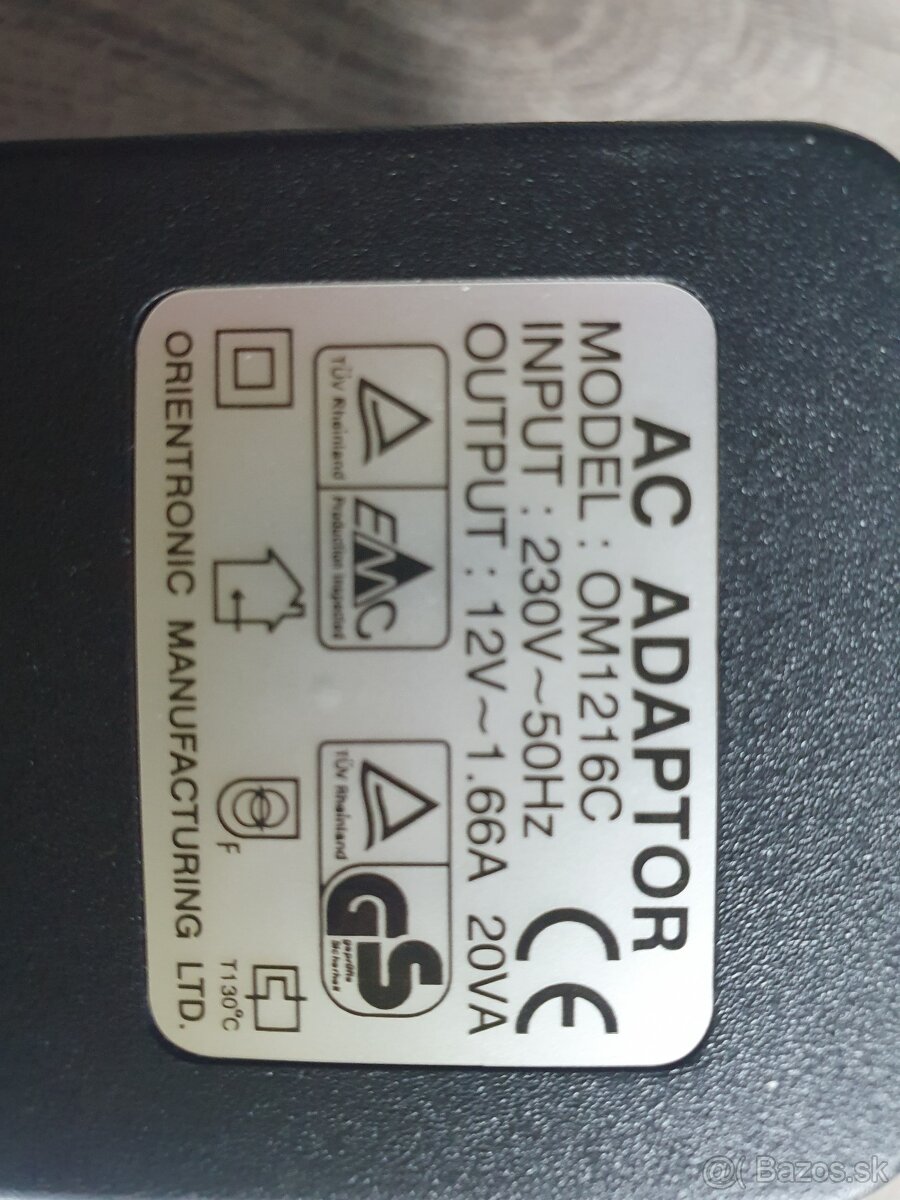 AC ADAPTOR
MODEL : OM1216C
INPUT : 230V~50Hz
OUTPUT : 12V~1.66A 20VA
CE
TÜV Rheinland
EMC
Production Inspected
TÜV Rheinland
GS
geprüfte
Sicherheit
F
T130°C
ORIENTRONIC MANUFACTURING LTD.
@( Bazos.sk